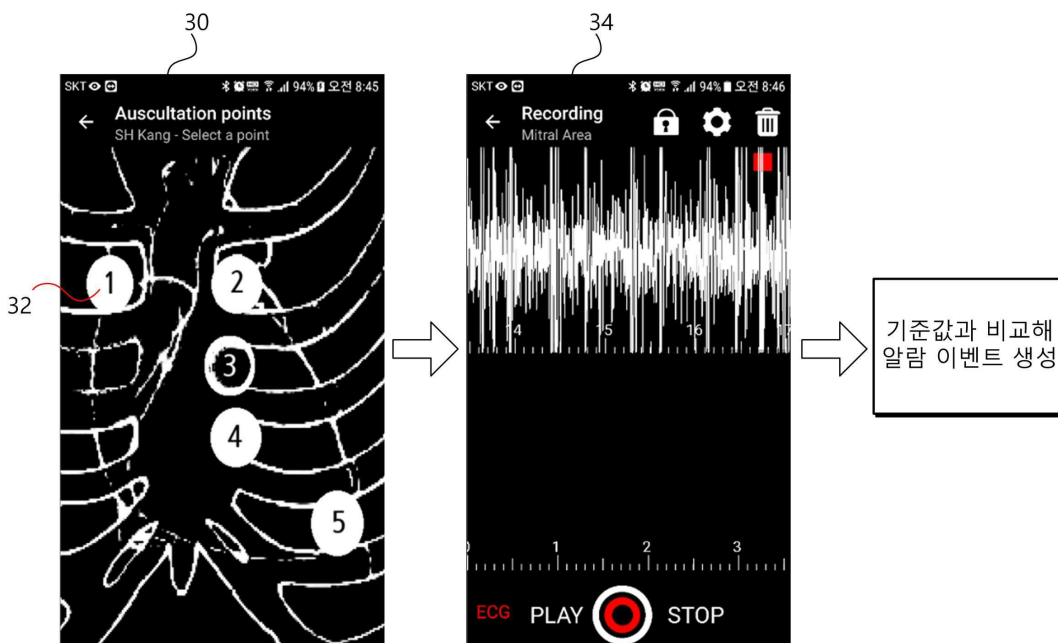 30
34
SKT 94% 오전 8:45
Auscultation points
SH Kang - Select a point
1
2
32
3
4
5
SKT 94% 오전 8:46
Recording
Mitral Area
14 15 16 17
1 2 3
ECG PLAY STOP
기준값과 비교해
알람 이벤트 생성